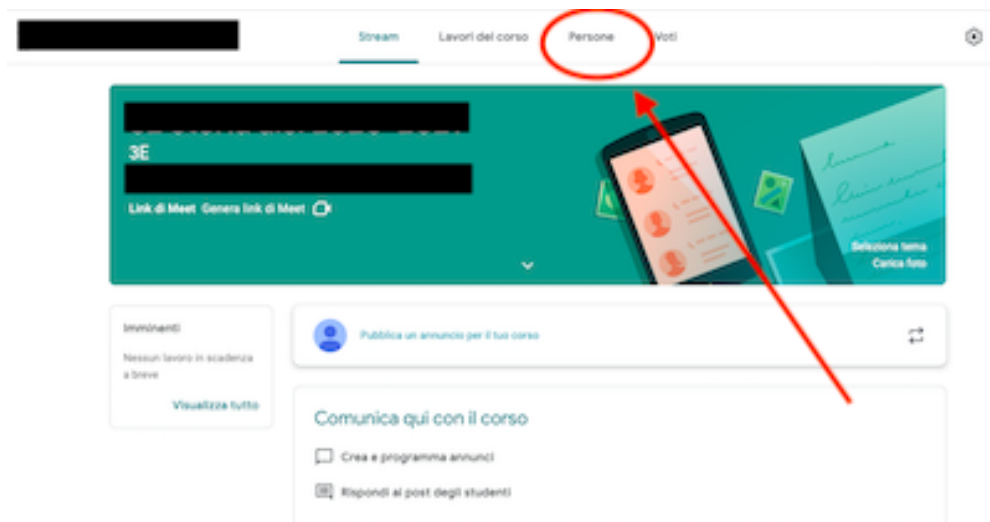 Stream Lavori del corso Persone Voti
3E
Link di Meet Genera link di Meet
Seleziona tema
Carica foto
Imminenti
Nessun lavoro in scadenza
a breve
Visualizza tutto
Pubblica un annuncio per il tuo corso
Comunica qui con il corso
Crea e programma annunci
Rispondi ai post degli studenti